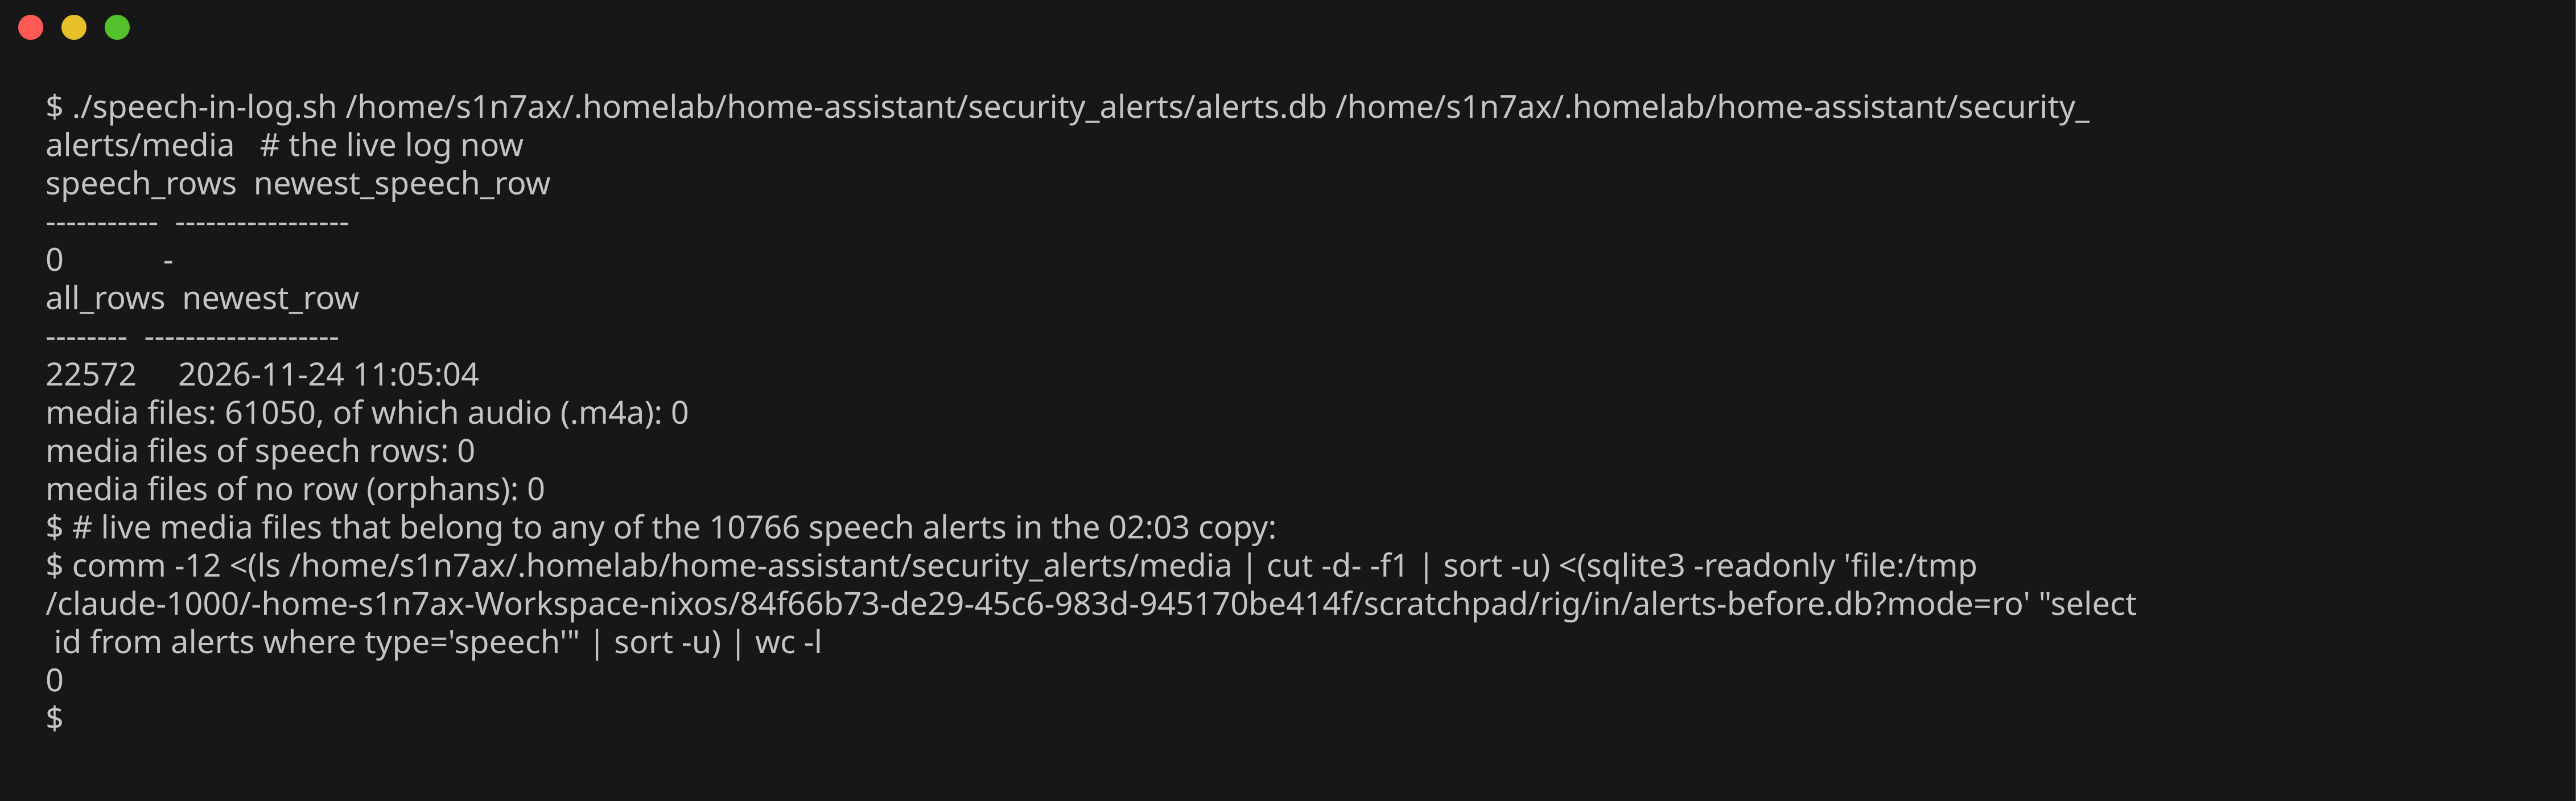 $ ./speech-in-log.sh /home/s1n7ax/.homelab/home-assistant/security_alerts/alerts.db /home/s1n7ax/.homelab/home-assistant/security_
alerts/media   # the live log now
speech_rows  newest_speech_row
-----------  -----------------
0            -
all_rows  newest_row
--------  -------------------
22572     2026-11-24 11:05:04
media files: 61050, of which audio (.m4a): 0
media files of speech rows: 0
media files of no row (orphans): 0
$ # live media files that belong to any of the 10766 speech alerts in the 02:03 copy:
$ comm -12 <(ls /home/s1n7ax/.homelab/home-assistant/security_alerts/media | cut -d- -f1 | sort -u) <(sqlite3 -readonly 'file:/tmp
/claude-1000/-home-s1n7ax-Workspace-nixos/84f66b73-de29-45c6-983d-945170be414f/scratchpad/rig/in/alerts-before.db?mode=ro' "select
 id from alerts where type='speech'" | sort -u) | wc -l
0
$